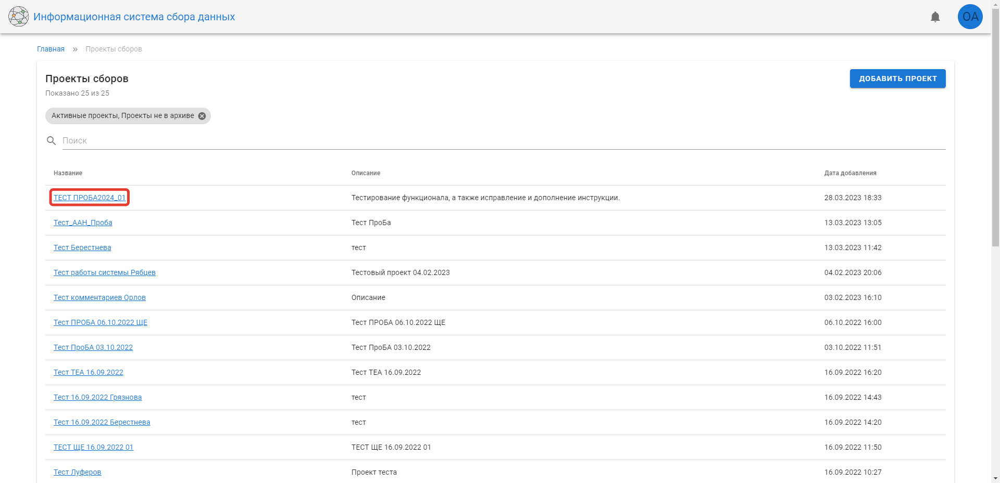 Информационная система сбора данных
ОА
Главная » Проекты сборов
Проекты сборов
ДОБАВИТЬ ПРОЕКТ
Показано 25 из 25
Активные проекты, Проекты не в архиве
Поиск
Название Описание Дата добавления
ТЕСТ ПРОБА2024_01 Тестирование функционала, а также исправление и дополнение инструкции. 28.03.2023 18:33
Тест_ААН_Проба Тест ПроБа 13.03.2023 13:05
Тест Берестнева тест 13.03.2023 11:42
Тест работы системы Рябцев Тестовый проект 04.02.2023 04.02.2023 20:06
Тест комментариев Орлов Описание 03.02.2023 16:10
Тест ПРОБА 06.10.2022 ЩЕ Тест ПРОБА 06.10.2022 ЩЕ 06.10.2022 16:00
Тест ПроБА 03.10.2022 Тест ПроБА 03.10.2022 03.10.2022 11:51
Тест ТЕА 16.09.2022 Тест ТЕА 16.09.2022 16.09.2022 16:20
Тест 16.09.2022 Грязнова тест 16.09.2022 14:43
Тест 16.09.2022 Берестнева тест 16.09.2022 14:20
ТЕСТ ЩЕ 16.09.2022 01 ТЕСТ ЩЕ 16.09.2022 01 16.09.2022 11:50
Тест Луферов Проект теста 16.09.2022 10:27